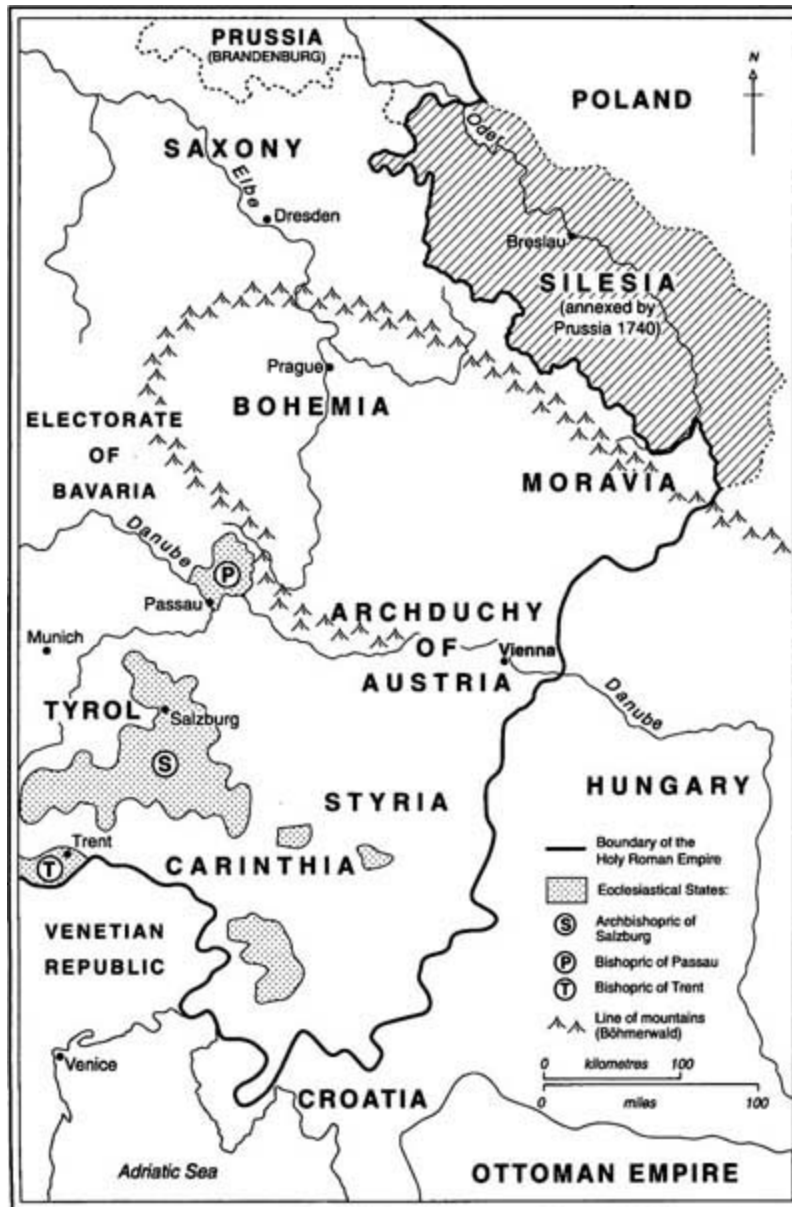 PRUSSIA
(BRANDENBURG)
N
POLAND
SAXONY
Oder
Elbe
Dresden
Breslau
SILESIA
(annexed by
Prussia 1740)
Prague
BOHEMIA
ELECTORATE
OF
BAVARIA
MORAVIA
Danube
P
Passau
ARCHDUCHY
OF
AUSTRIA
Vienna
Munich
Danube
TYROL
Salzburg
S
HUNGARY
STYRIA
Trent
T
CARINTHIA
VENETIAN
REPUBLIC
Venice
CROATIA
Adriatic Sea
OTTOMAN EMPIRE
Boundary of the
Holy Roman Empire
Ecclesiastical States:
S Archbishopric of
Salzburg
P Bishopric of Passau
T Bishopric of Trent
Line of mountains
(Böhmerwald)
0 kilometres 100
0 miles 100